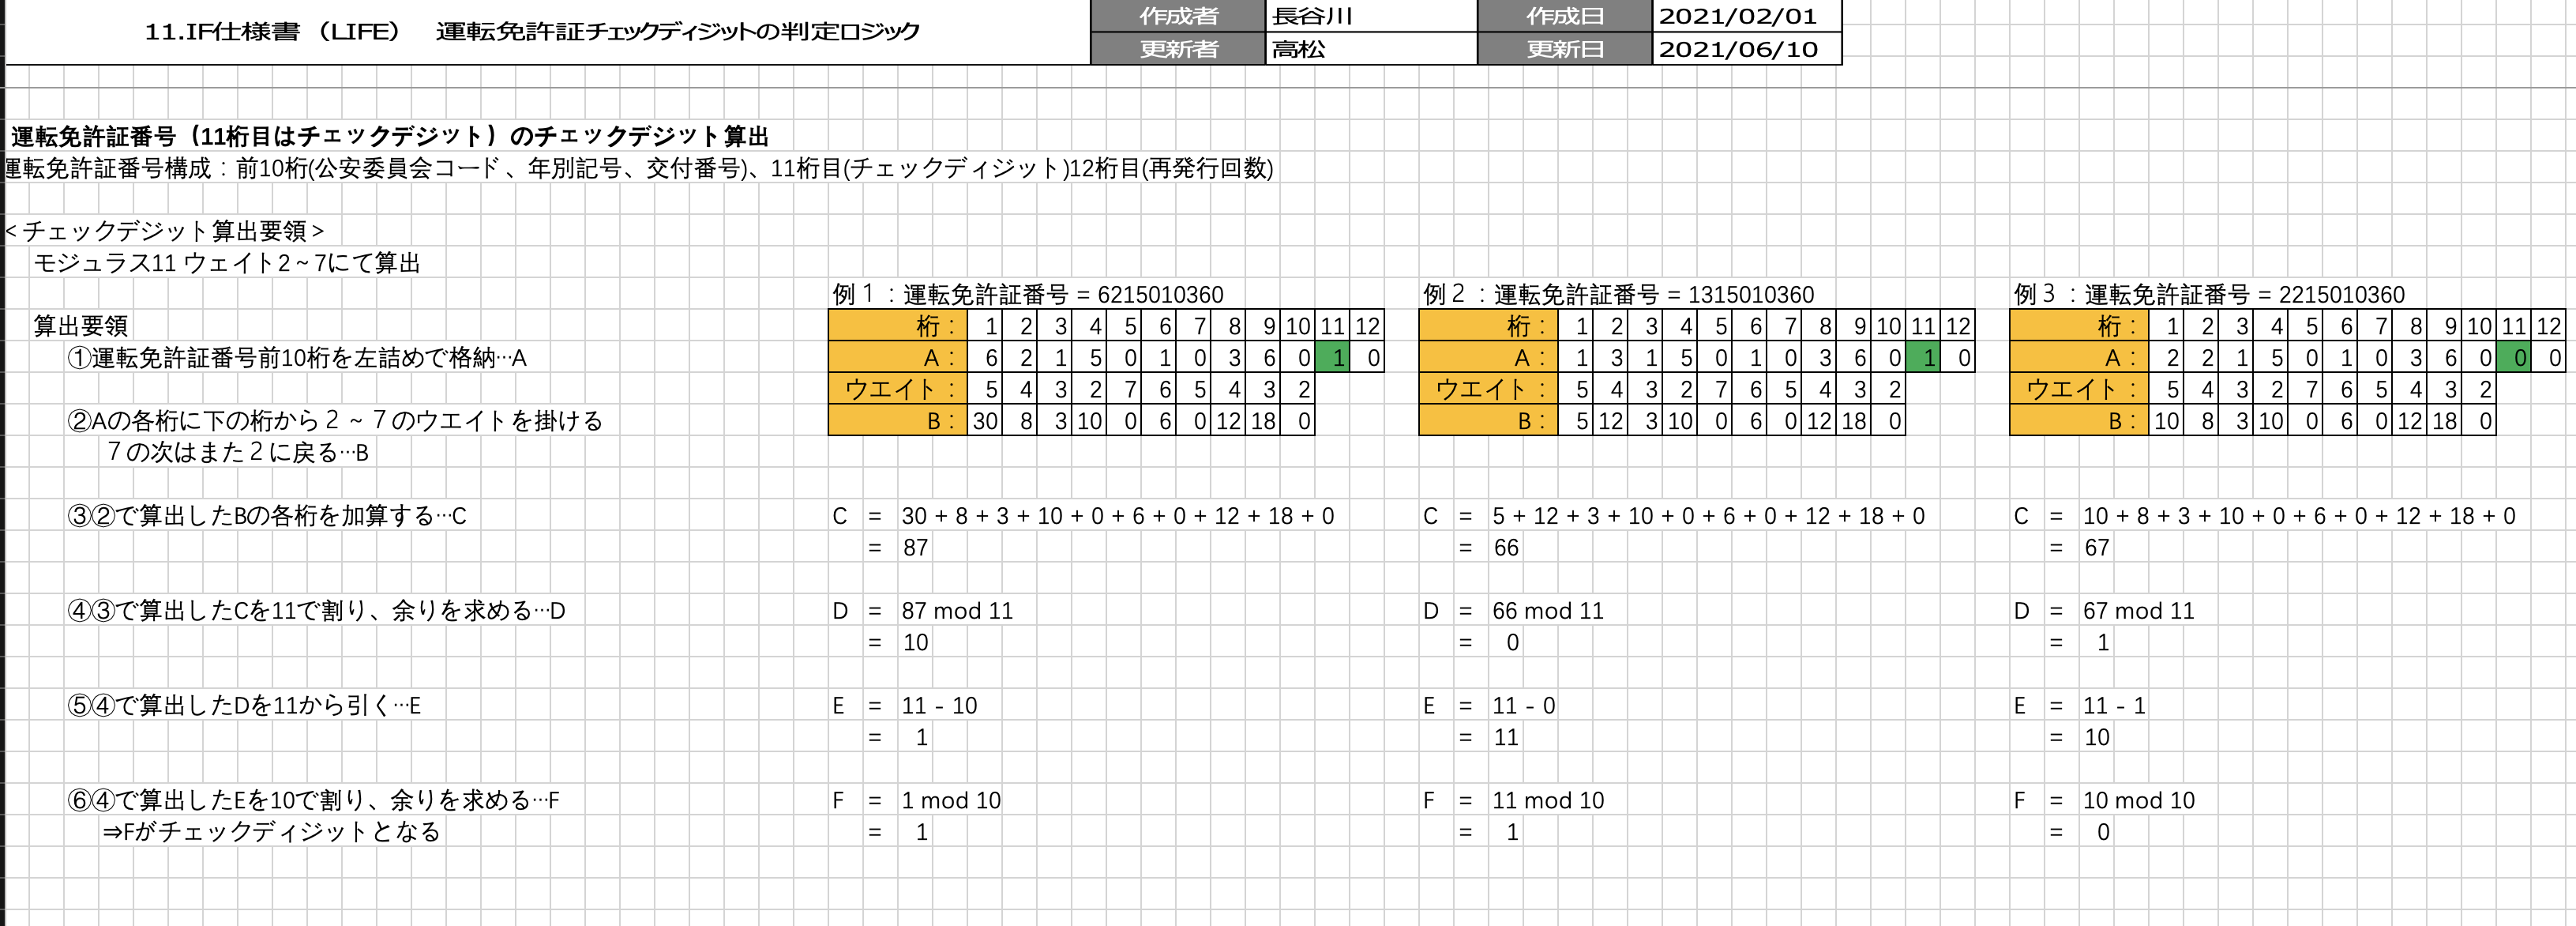 11.IF仕様書（LIFE）　運転免許証チェックディジットの判定ロジック
作成者 長谷川 作成日 2021/02/01
更新者 高松 更新日 2021/06/10
運転免許証番号（11桁目はチェックデジット）のチェックデジット算出
運転免許証番号構成：前10桁(公安委員会コード、年別記号、交付番号)、11桁目(チェックディジット)12桁目(再発行回数)
<チェックデジット算出要領>
モジュラス11 ウェイト2~7にて算出
算出要領
①運転免許証番号前10桁を左詰めで格納…A
②Aの各桁に下の桁から２~７のウエイトを掛ける
７の次はまた２に戻る…B
③②で算出したBの各桁を加算する…C
④③で算出したCを11で割り、余りを求める…D
⑤④で算出したDを11から引く…E
⑥④で算出したEを10で割り、余りを求める…F
⇒Fがチェックディジットとなる
例１：運転免許証番号 = 6215010360
桁： 1 2 3 4 5 6 7 8 9 10 11 12
A： 6 2 1 5 0 1 0 3 6 0 1 0
ウエイト： 5 4 3 2 7 6 5 4 3 2
B： 30 8 3 10 0 6 0 12 18 0
C = 30 + 8 + 3 + 10 + 0 + 6 + 0 + 12 + 18 + 0
= 87
D = 87 mod 11
= 10
E = 11 - 10
= 1
F = 1 mod 10
= 1
例２：運転免許証番号 = 1315010360
桁： 1 2 3 4 5 6 7 8 9 10 11 12
A： 1 3 1 5 0 1 0 3 6 0 1 0
ウエイト： 5 4 3 2 7 6 5 4 3 2
B： 5 12 3 10 0 6 0 12 18 0
C = 5 + 12 + 3 + 10 + 0 + 6 + 0 + 12 + 18 + 0
= 66
D = 66 mod 11
= 0
E = 11 - 0
= 11
F = 11 mod 10
= 1
例３：運転免許証番号 = 2215010360
桁： 1 2 3 4 5 6 7 8 9 10 11 12
A： 2 2 1 5 0 1 0 3 6 0 0 0
ウエイト： 5 4 3 2 7 6 5 4 3 2
B： 10 8 3 10 0 6 0 12 18 0
C = 10 + 8 + 3 + 10 + 0 + 6 + 0 + 12 + 18 + 0
= 67
D = 67 mod 11
= 1
E = 11 - 1
= 10
F = 10 mod 10
= 0